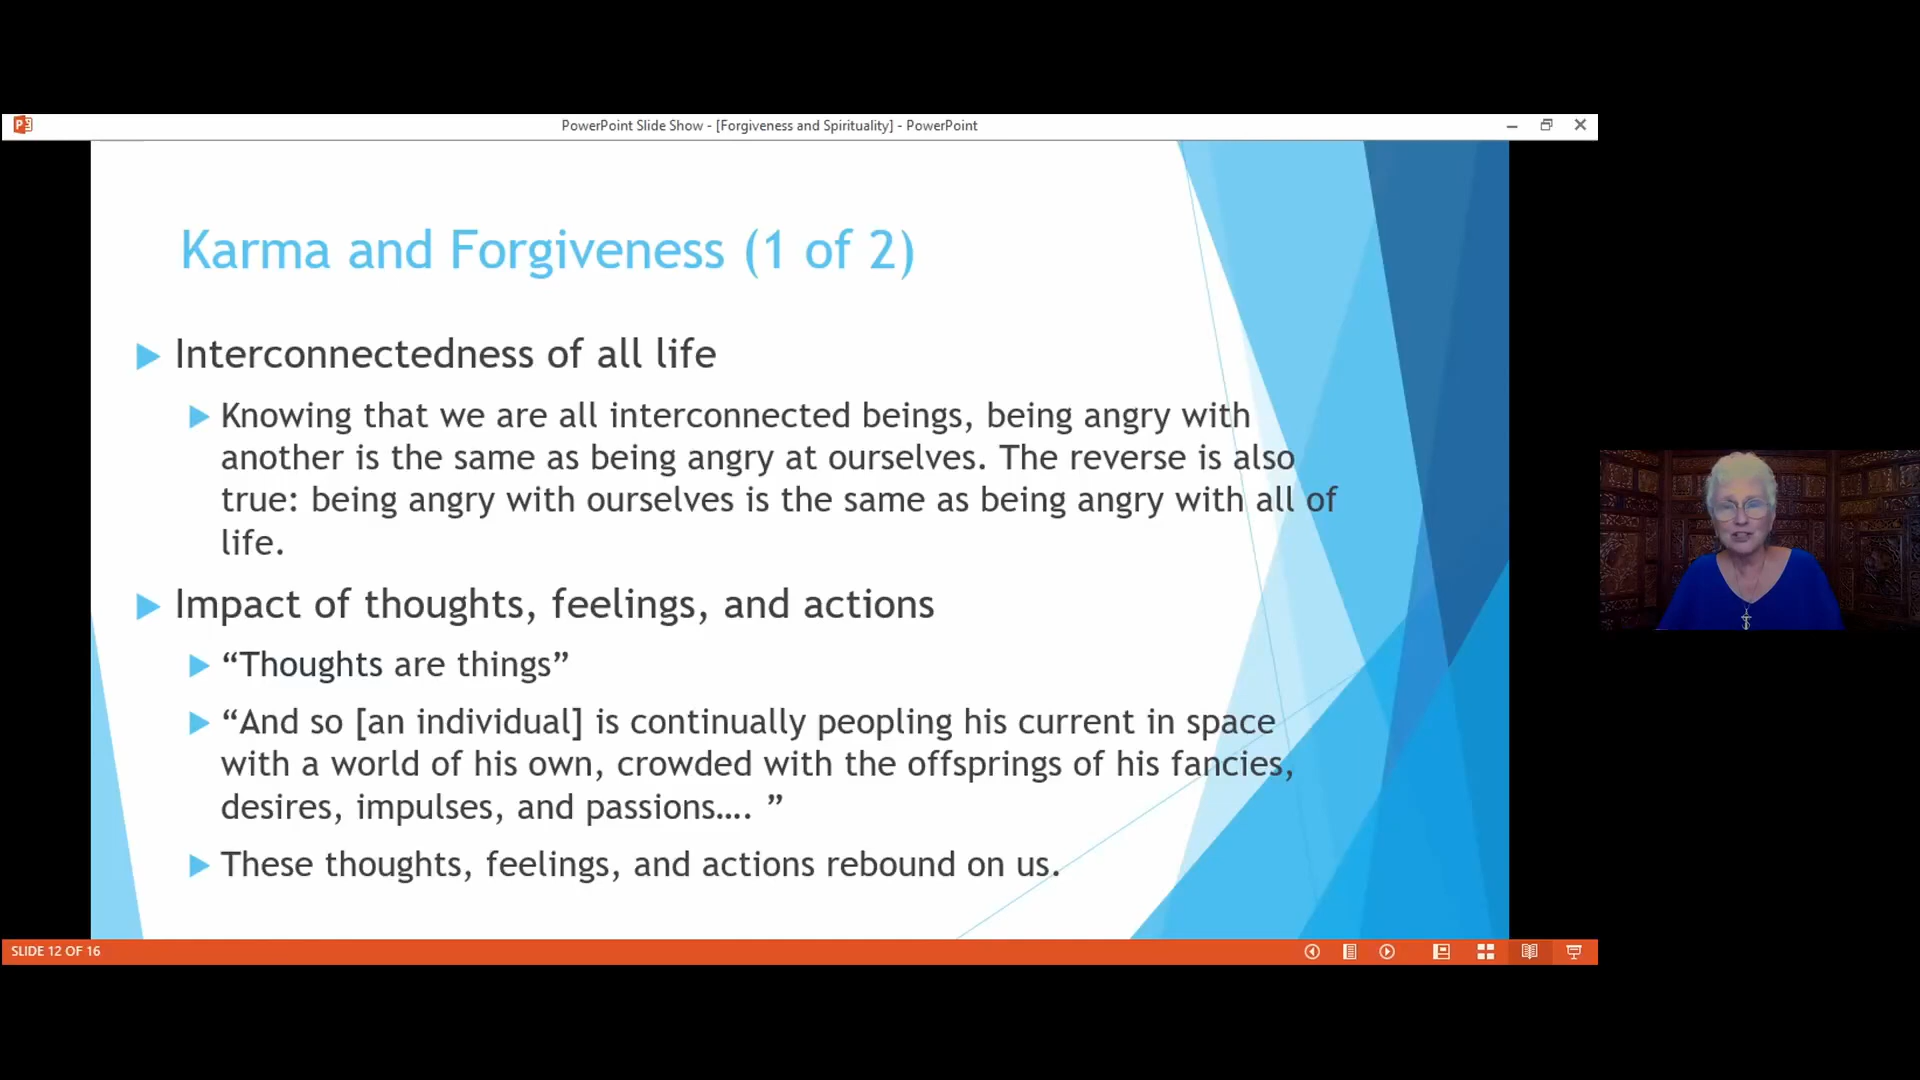 PowerPoint Slide Show - [Forgiveness and Spirituality] - PowerPoint
Karma and Forgiveness (1 of 2)
Interconnectedness of all life
Knowing that we are all interconnected beings, being angry with
another is the same as being angry at ourselves. The reverse is also
true: being angry with ourselves is the same as being angry with all of
life.
Impact of thoughts, feelings, and actions
“Thoughts are things”
“And so [an individual] is continually peopling his current in space
with a world of his own, crowded with the offsprings of his fancies,
desires, impulses, and passions…. ”
These thoughts, feelings, and actions rebound on us.
SLIDE 12 OF 16